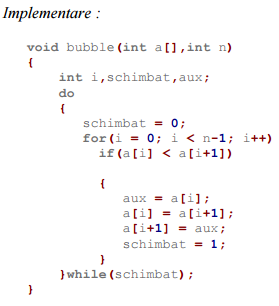 Implementare :
void bubble(int a[],int n)
{
    int i,schimbat,aux;
    do
    {
      schimbat = 0;
      for(i = 0; i < n-1; i++)
        if(a[i] < a[i+1])
        {
          aux = a[i];
          a[i] = a[i+1];
          a[i+1] = aux;
          schimbat = 1;
        }
    }while(schimbat);
}